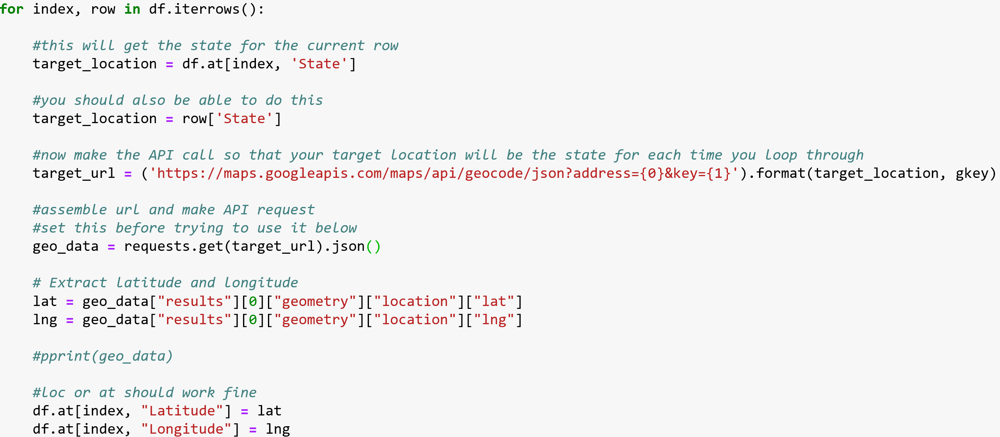 for index, row in df.iterrows():
#this will get the state for the current row
target_location = df.at[index, 'State']
#you should also be able to do this
target_location = row['State']
#now make the API call so that your target location will be the state for each time you loop through
target_url = ('https://maps.googleapis.com/maps/api/geocode/json?address={0}&key={1}').format(target_location, gkey)
#assemble url and make API request
#set this before trying to use it below
geo_data = requests.get(target_url).json()
# Extract latitude and longitude
lat = geo_data["results"][0]["geometry"]["location"]["lat"]
lng = geo_data["results"][0]["geometry"]["location"]["lng"]
#pprint(geo_data)
#loc or at should work fine
df.at[index, "Latitude"] = lat
df.at[index, "Longitude"] = lng